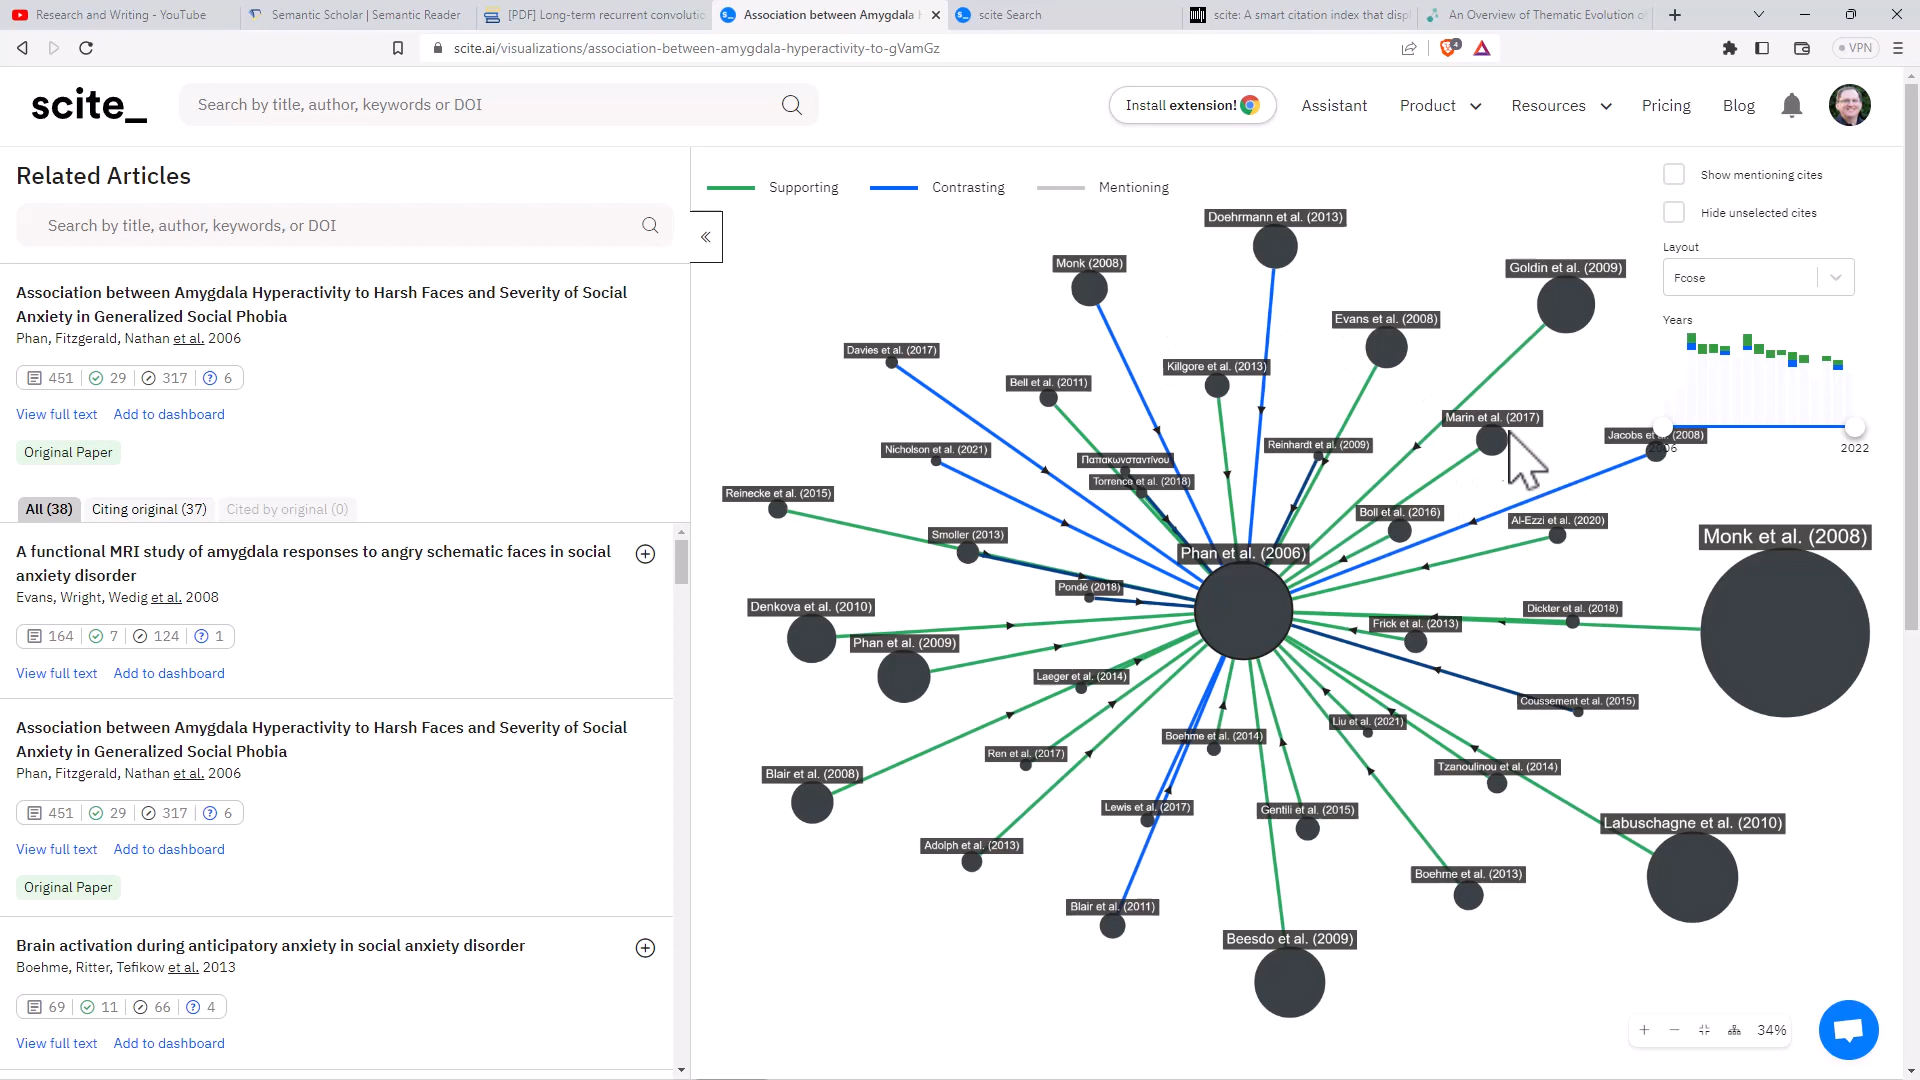 Research and Writing - YouTube
Semantic Scholar | Semantic Reader
[PDF] Long-term recurrent convolutio
Association between Amygdala H
scite Search
scite: A smart citation index that displ
An Overview of Thematic Evolution of
scite.ai/visualizations/association-between-amygdala-hyperactivity-to-gVamGz
4
VPN
scite_
Search by title, author, keywords or DOI
Install extension!
Assistant
Product
Resources
Pricing
Blog
Related Articles
Search by title, author, keywords, or DOI
Association between Amygdala Hyperactivity to Harsh Faces and Severity of Social
Anxiety in Generalized Social Phobia
Phan, Fitzgerald, Nathan et al. 2006
451 29 317 6
View full text Add to dashboard
Original Paper
All (38) Citing original (37) Cited by original (0)
A functional MRI study of amygdala responses to angry schematic faces in social
anxiety disorder
Evans, Wright, Wedig et al. 2008
164 7 124 1
View full text Add to dashboard
Association between Amygdala Hyperactivity to Harsh Faces and Severity of Social
Anxiety in Generalized Social Phobia
Phan, Fitzgerald, Nathan et al. 2006
451 29 317 6
View full text Add to dashboard
Original Paper
Brain activation during anticipatory anxiety in social anxiety disorder
Boehme, Ritter, Tefikow et al. 2013
69 11 66 4
View full text Add to dashboard
Supporting
Contrasting
Mentioning
Show mentioning cites
Hide unselected cites
Layout
Fcose
Years
2006
2022
Doehrmann et al. (2013)
Monk (2008)
Goldin et al. (2009)
Evans et al. (2008)
Davies et al. (2017)
Killgore et al. (2013)
Bell et al. (2011)
Marin et al. (2017)
Jacobs et al. (2008)
Reinhardt et al. (2009)
Nicholson et al. (2021)
Παπακωνσταντίνου
Torrence et al. (2018)
Reinecke et al. (2015)
Boll et al. (2016)
Al-Ezzi et al. (2020)
Smoller (2013)
Monk et al. (2008)
Phan et al. (2006)
Pondé (2018)
Denkova et al. (2010)
Dickter et al. (2018)
Frick et al. (2013)
Phan et al. (2009)
Laeger et al. (2014)
Coussement et al. (2015)
Liu et al. (2021)
Boehme et al. (2014)
Ren et al. (2017)
Tzanoulinou et al. (2014)
Blair et al. (2008)
Lewis et al. (2017)
Gentili et al. (2015)
Labuschagne et al. (2010)
Adolph et al. (2013)
Boehme et al. (2013)
Blair et al. (2011)
Beesdo et al. (2009)
34%